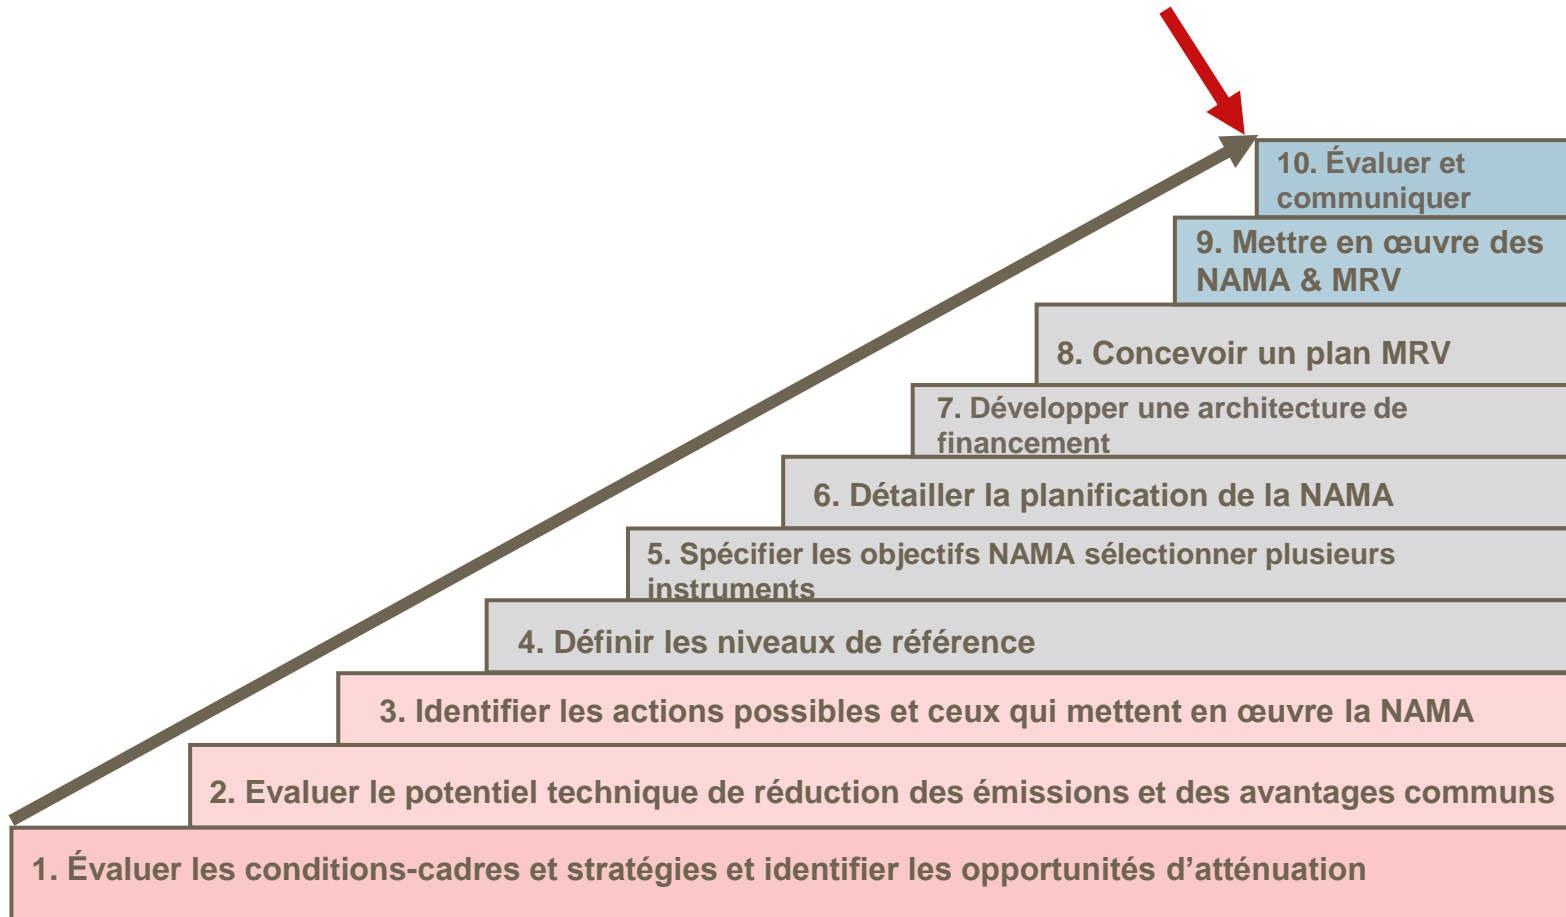 10. Évaluer et
communiquer
9. Mettre en œuvre des
NAMA & MRV
8. Concevoir un plan MRV
7. Développer une architecture de
financement
6. Détailler la planification de la NAMA
5. Spécifier les objectifs NAMA sélectionner plusieurs
instruments
4. Définir les niveaux de référence
3. Identifier les actions possibles et ceux qui mettent en œuvre la NAMA
2. Evaluer le potentiel technique de réduction des émissions et des avantages communs
1. Évaluer les conditions-cadres et stratégies et identifier les opportunités d’atténuation